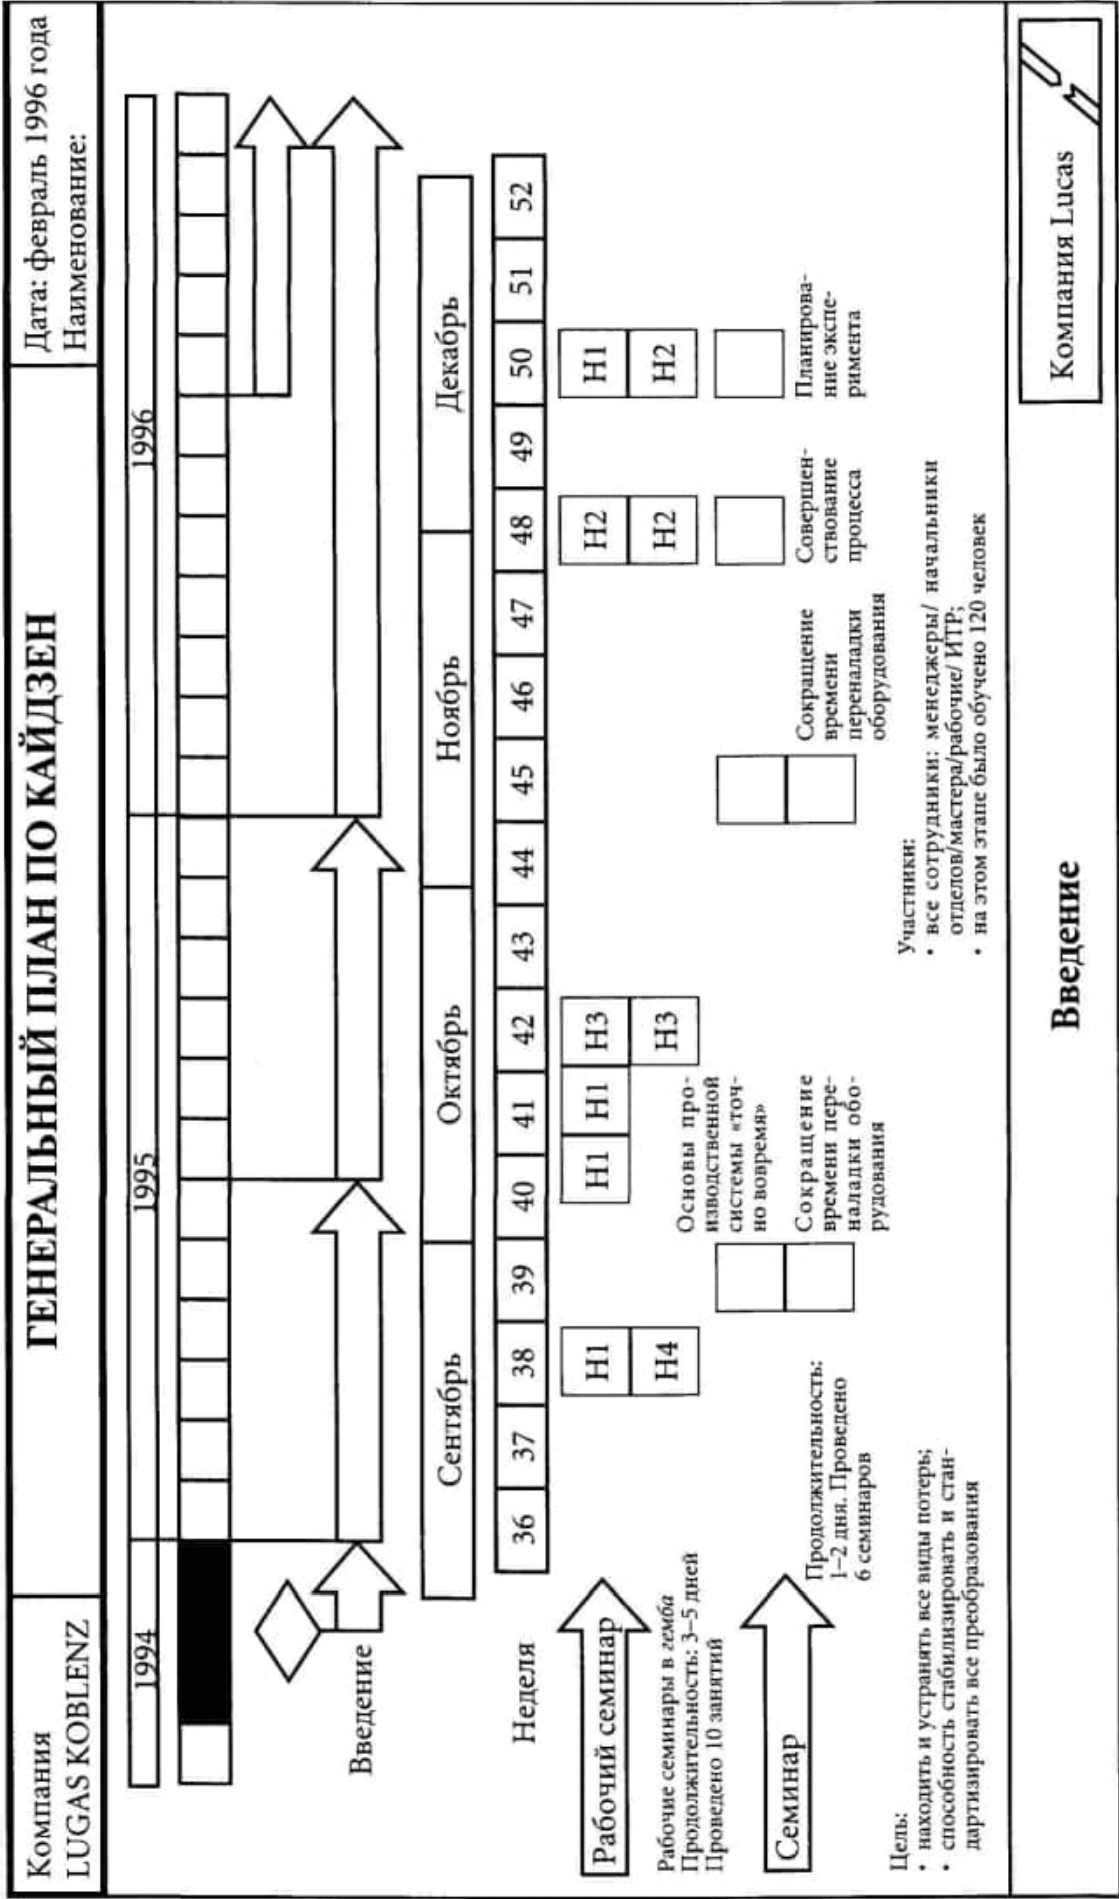 Компания
LUGAS KOBLENZ
ГЕНЕРАЛЬНЫЙ ПЛАН ПО КАЙДЗЕН
Дата: февраль 1996 года
Наименование:
1994
1995
1996
Введение
Сентябрь
Октябрь
Ноябрь
Декабрь
Неделя
36 37 38 39 40 41 42 43 44 45 46 47 48 49 50 51 52
Рабочий семинар
H1 H1 H1 H3 H2 H1
H4 H3 H2 H2
Рабочие семинары в гемба
Продолжительность: 3–5 дней
Проведено 10 занятий
Основы про-
изводственной
системы «точ-
но вовремя»
Семинар
Продолжительность:
1–2 дня. Проведено
6 семинаров
Сокращение
времени пере-
наладки обо-
рудования
Сокращение
времени
переналадки
оборудования
Совершен-
ствование
процесса
Планирова-
ние экспе-
римента
Цель:
• находить и устранять все виды потерь;
• способность стабилизировать и стан-
дартизировать все преобразования
Участники:
• все сотрудники: менеджеры/ начальники
отделов/мастера/рабочие/ ИТР;
• на этом этапе было обучено 120 человек
Введение
Компания Lucas